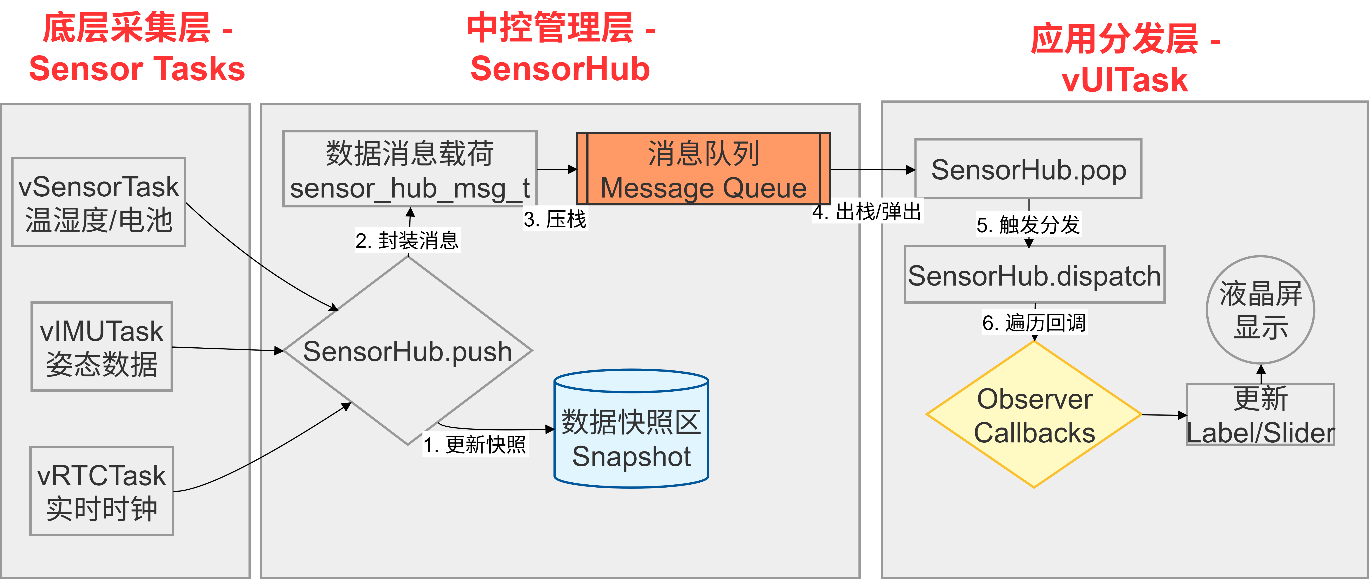 底层采集层 -
Sensor Tasks
vSensorTask
温湿度/电池
vIMUTask
姿态数据
vRTCTask
实时时钟
中控管理层 -
SensorHub
数据消息载荷
sensor_hub_msg_t
3. 压栈
消息队列
Message Queue
4. 出栈/弹出
2. 封装消息
SensorHub.push
1. 更新快照
数据快照区
Snapshot
应用分发层 -
vUITask
SensorHub.pop
5. 触发分发
SensorHub.dispatch
6. 遍历回调
Observer
Callbacks
更新
Label/Slider
液晶屏
显示